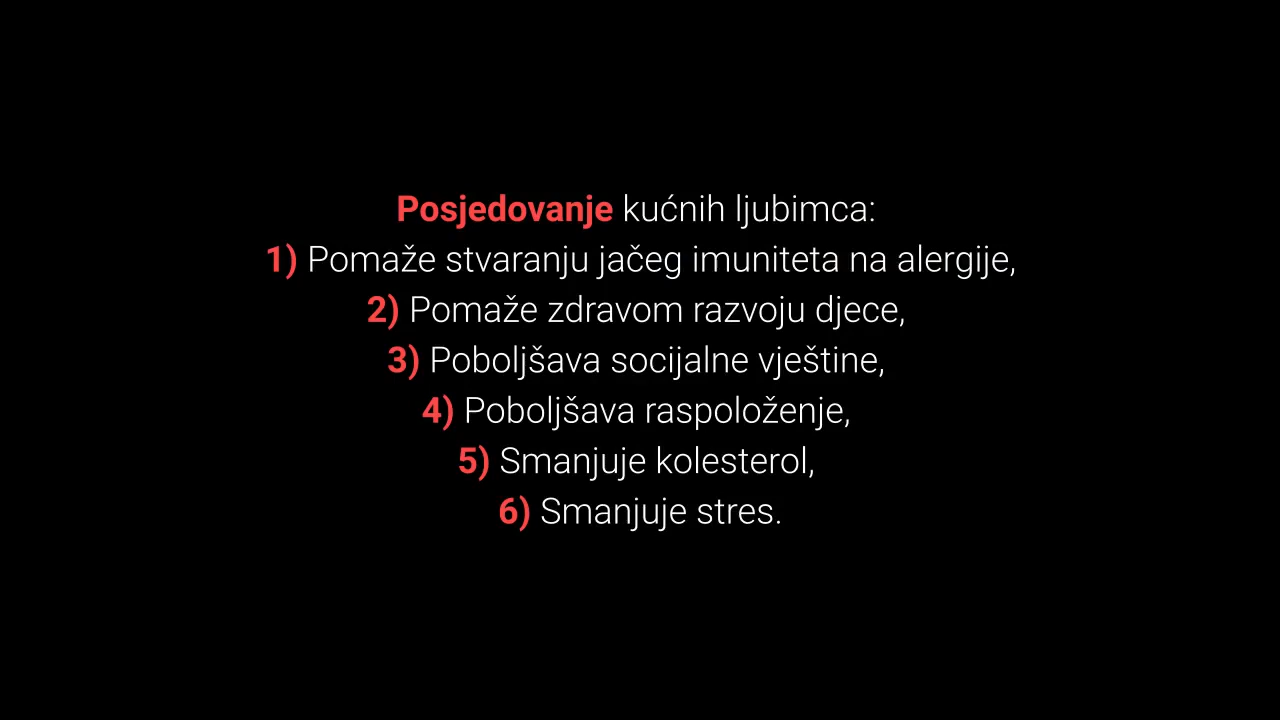 Posjedovanje kućnih ljubimca:
1) Pomaže stvaranju jačeg imuniteta na alergije,
2) Pomaže zdravom razvoju djece,
3) Poboljšava socijalne vještine,
4) Poboljšava raspoloženje,
5) Smanjuje kolesterol,
6) Smanjuje stres.